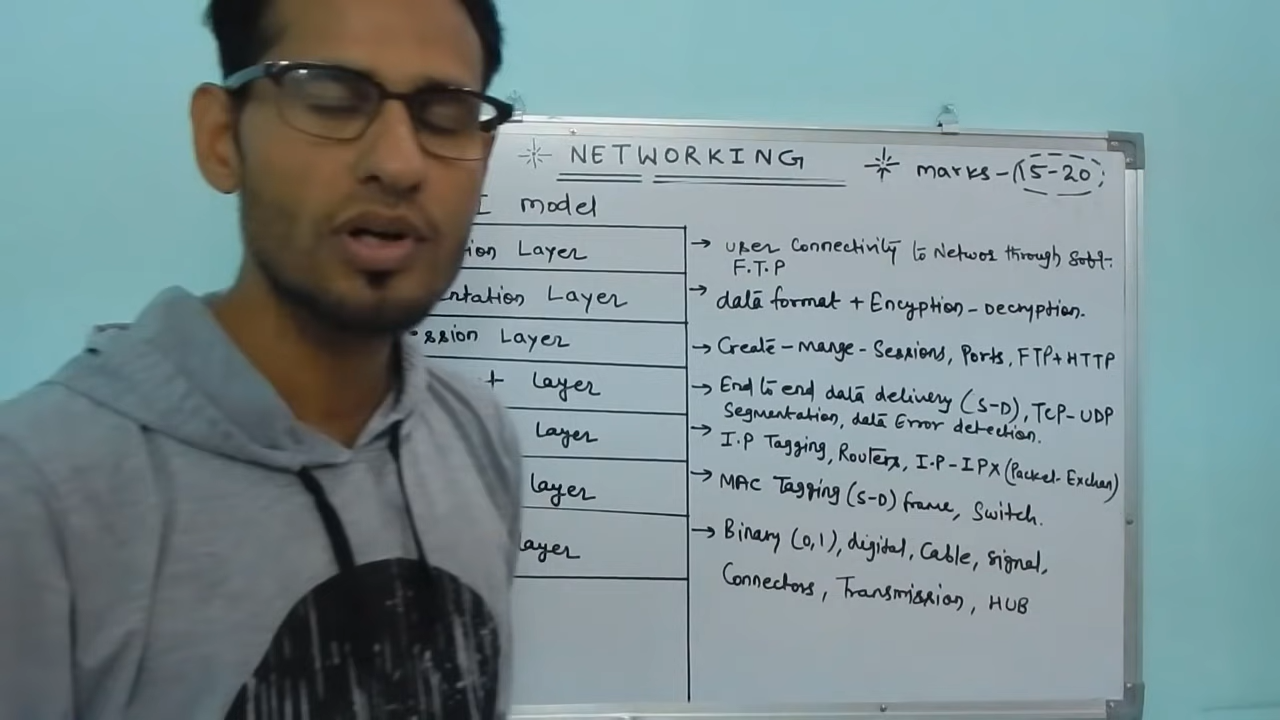 NETWORKING marks-(15-20)
I model
ion Layer → user Connectivity to Networ through Soft.
F.T.P
ntation Layer → data format + Encyption-Decryption.
ssion Layer → Create-mange-Sessions, Ports, FTP+HTTP
t layer → End to end data delivery (S-D), TCP-UDP
Segmentation, data Error detection.
layer → I.P Tagging, Routers, I.P-IPX (Packet-Exchan)
layer → MAC Tagging (S-D) frame, Switch.
ayer → Binary (0,1), digital, Cable, signal,
Connectors, Transmission, HUB